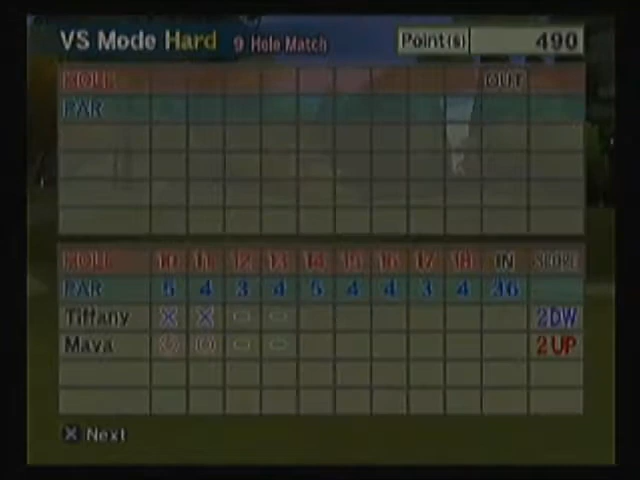 VS Mode Hard 9 Hole Match Point(s) 490
HOLE OUT
PAR
HOLE 10 11 12 13 14 15 16 17 18 IN SCORE
PAR 5 4 3 4 5 4 4 3 4 36
Tiffany X X – – 2DW
Maya ○ ○ – – 2UP
X Next